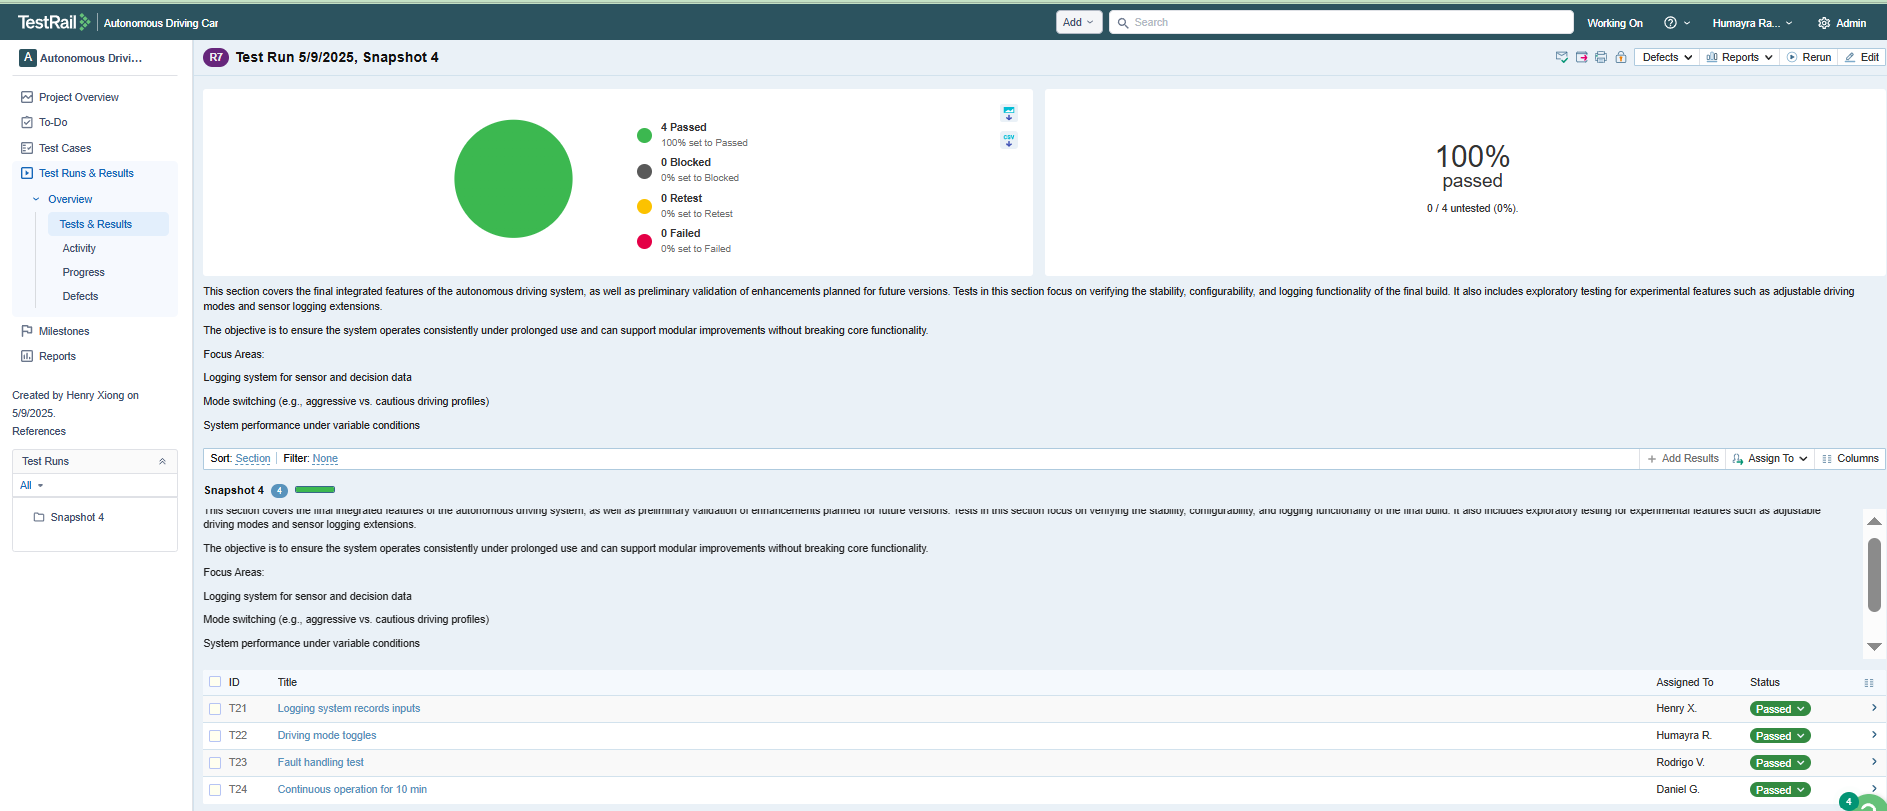 TestRail
Autonomous Driving Car
Add
Search
Working On
Humayra Ra...
Admin
A Autonomous Drivi...
Project Overview
To-Do
Test Cases
Test Runs & Results
Overview
Tests & Results
Activity
Progress
Defects
Milestones
Reports
Created by Henry Xiong on
5/9/2025.
References
Test Runs
All
Snapshot 4
R7 Test Run 5/9/2025, Snapshot 4
Defects
Reports
Rerun
Edit
4 Passed
100% set to Passed
0 Blocked
0% set to Blocked
0 Retest
0% set to Retest
0 Failed
0% set to Failed
CSV
100%
passed
0 / 4 untested (0%).
This section covers the final integrated features of the autonomous driving system, as well as preliminary validation of enhancements planned for future versions. Tests in this section focus on verifying the stability, configurability, and logging functionality of the final build. It also includes exploratory testing for experimental features such as adjustable driving
modes and sensor logging extensions.
The objective is to ensure the system operates consistently under prolonged use and can support modular improvements without breaking core functionality.
Focus Areas:
Logging system for sensor and decision data
Mode switching (e.g., aggressive vs. cautious driving profiles)
System performance under variable conditions
Sort: Section Filter: None
+ Add Results
Assign To
Columns
Snapshot 4 4
This section covers the final integrated features of the autonomous driving system, as well as preliminary validation of enhancements planned for future versions. Tests in this section focus on verifying the stability, configurability, and logging functionality of the final build. It also includes exploratory testing for experimental features such as adjustable
driving modes and sensor logging extensions.
The objective is to ensure the system operates consistently under prolonged use and can support modular improvements without breaking core functionality.
Focus Areas:
Logging system for sensor and decision data
Mode switching (e.g., aggressive vs. cautious driving profiles)
System performance under variable conditions
ID Title Assigned To Status
T21 Logging system records inputs Henry X. Passed
T22 Driving mode toggles Humayra R. Passed
T23 Fault handling test Rodrigo V. Passed
T24 Continuous operation for 10 min Daniel G. Passed
4